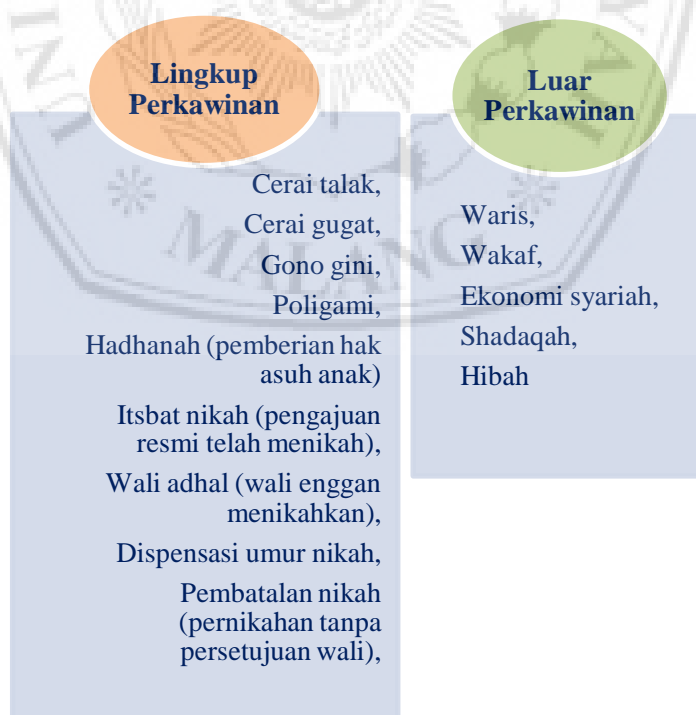 Lingkup
Perkawinan
Cerai talak,
Cerai gugat,
Gono gini,
Poligami,
Hadhanah (pemberian hak
asuh anak)
Itsbat nikah (pengajuan
resmi telah menikah),
Wali adhal (wali enggan
menikahkan),
Dispensasi umur nikah,
Pembatalan nikah
(pernikahan tanpa
persetujuan wali),
Luar
Perkawinan
Waris,
Wakaf,
Ekonomi syariah,
Shadaqah,
Hibah
MALANG